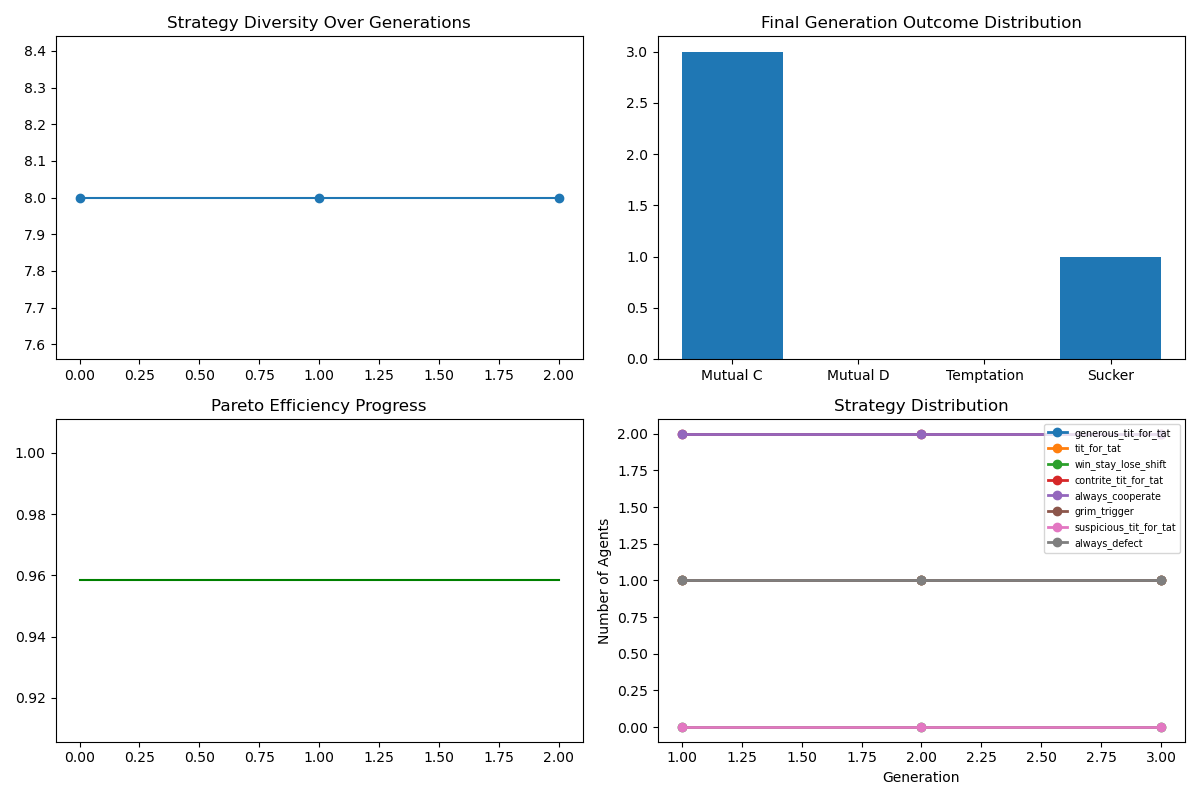 Strategy Diversity Over Generations
8.4
8.3
8.2
8.1
8.0
7.9
7.8
7.7
7.6
0.00 0.25 0.50 0.75 1.00 1.25 1.50 1.75 2.00
Final Generation Outcome Distribution
3.0
2.5
2.0
1.5
1.0
0.5
0.0
Mutual C Mutual D Temptation Sucker
Pareto Efficiency Progress
1.00
0.98
0.96
0.94
0.92
0.00 0.25 0.50 0.75 1.00 1.25 1.50 1.75 2.00
Strategy Distribution
Number of Agents
2.00
1.75
1.50
1.25
1.00
0.75
0.50
0.25
0.00
generous_tit_for_tat
tit_for_tat
win_stay_lose_shift
contrite_tit_for_tat
always_cooperate
grim_trigger
suspicious_tit_for_tat
always_defect
1.00 1.25 1.50 1.75 2.00 2.25 2.50 2.75 3.00
Generation